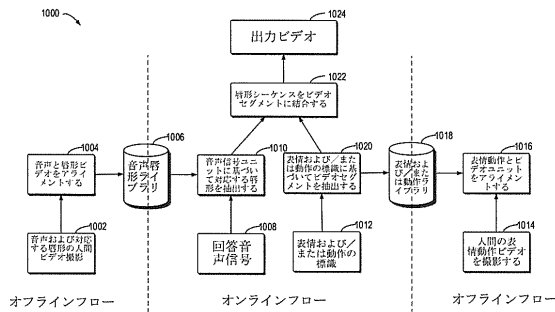 1000
1024
出力ビデオ
1022
唇形シーケンスをビデオ
セグメントに結合する
1004
音声と唇形ビ
デオをアライ
メントする
1006
音声唇
形ライ
ブラリ
1010
音声信号ユニ
ットに基づい
て対応する唇
形を抽出する
1020
表情および/また
は動作の標識に基
づいてビデオセグ
メントを抽出する
1018
表情およ
び/また
は動作ラ
イブラリ
1016
表情動作とビ
デオユニット
をアライメン
トする
1002
音声および対応
する唇形の人間
ビデオ撮影
1008
回答音
声信号
1012
表情および
/または動
作の標識
1014
人間の表
情動作ビデオ
を撮影する
オフラインフロー
オンラインフロー
オフラインフロー